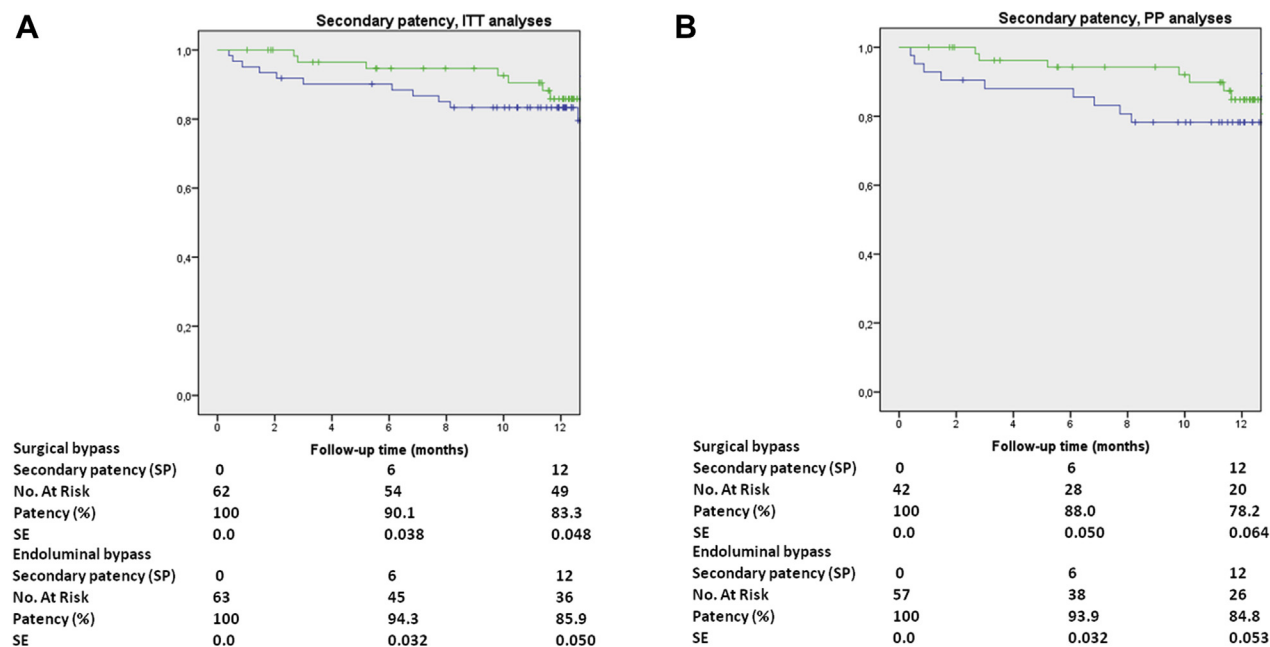 A
Secondary patency, ITT analyses
1,0
0,8
0,6
0,4
0,2
0,0
0 2 4 6 8 10 12
Follow-up time (months)
Surgical bypass
Secondary patency (SP) 0 6 12
No. At Risk 62 54 49
Patency (%) 100 90.1 83.3
SE 0.0 0.038 0.048
Endoluminal bypass
Secondary patency (SP) 0 6 12
No. At Risk 63 45 36
Patency (%) 100 94.3 85.9
SE 0.0 0.032 0.050
B
Secondary patency, PP analyses
1,0
0,8
0,6
0,4
0,2
0,0
0 2 4 6 8 10 12
Follow-up time (months)
Surgical bypass
Secondary patency (SP) 0 6 12
No. At Risk 42 28 20
Patency (%) 100 88.0 78.2
SE 0.0 0.050 0.064
Endoluminal bypass
Secondary patency (SP) 0 6 12
No. At Risk 57 38 26
Patency (%) 100 93.9 84.8
SE 0.0 0.032 0.053